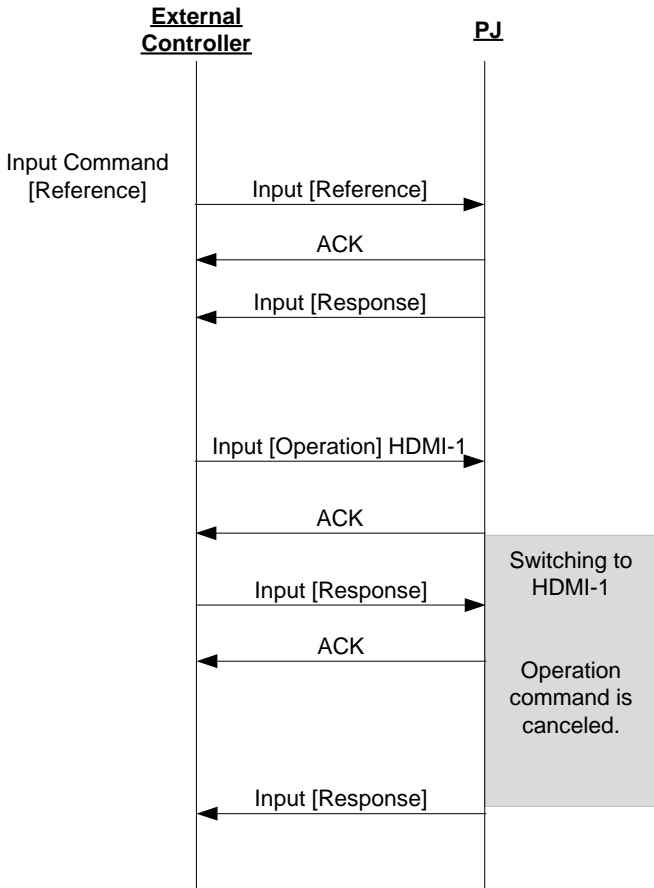 External
Controller
PJ
Input Command
[Reference]
Input [Reference]
ACK
Input [Response]
Input [Operation] HDMI-1
ACK
Switching to
HDMI-1
Input [Response]
ACK
Operation
command is
canceled.
Input [Response]